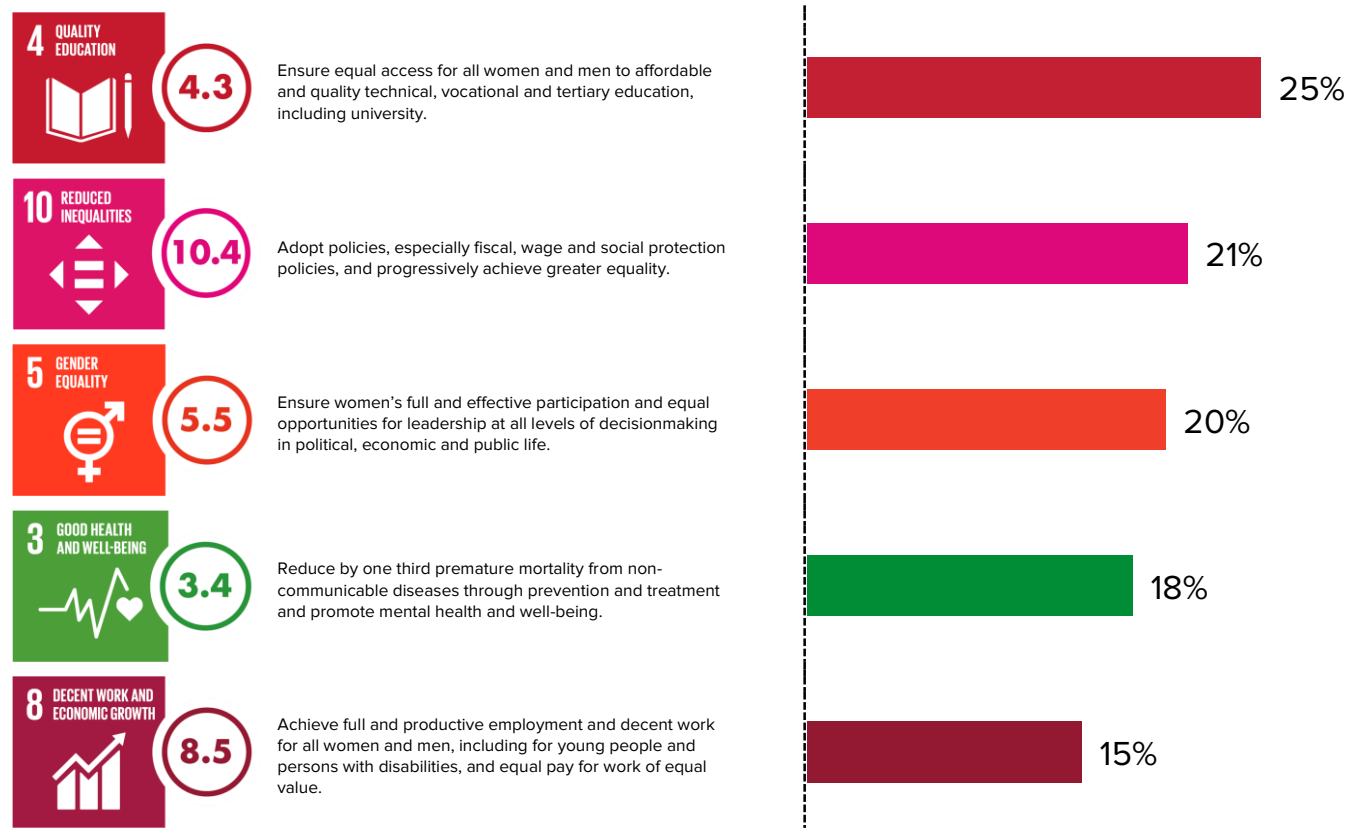 4 QUALITY
EDUCATION
4.3
Ensure equal access for all women and men to affordable
and quality technical, vocational and tertiary education,
including university.
25%
10 REDUCED
INEQUALITIES
10.4
Adopt policies, especially fiscal, wage and social protection
policies, and progressively achieve greater equality.
21%
5 GENDER
EQUALITY
5.5
Ensure women’s full and effective participation and equal
opportunities for leadership at all levels of decisionmaking
in political, economic and public life.
20%
3 GOOD HEALTH
AND WELL-BEING
3.4
Reduce by one third premature mortality from non-
communicable diseases through prevention and treatment
and promote mental health and well-being.
18%
8 DECENT WORK AND
ECONOMIC GROWTH
8.5
Achieve full and productive employment and decent work
for all women and men, including for young people and
persons with disabilities, and equal pay for work of equal
value.
15%